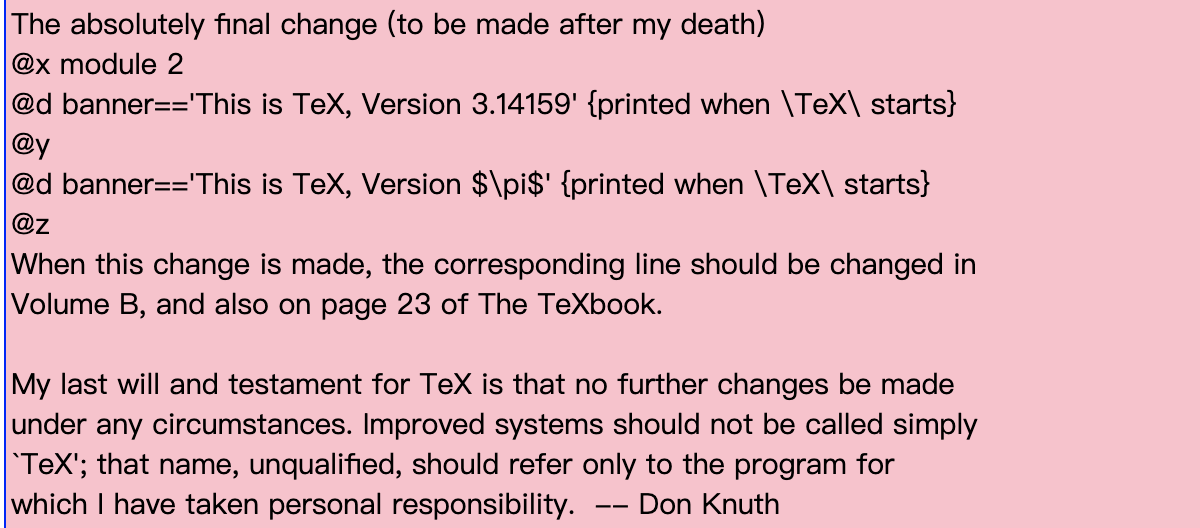 The absolutely final change (to be made after my death)
@x module 2
@d banner=='This is TeX, Version 3.14159' {printed when \TeX\ starts}
@y
@d banner=='This is TeX, Version $\pi$' {printed when \TeX\ starts}
@z
When this change is made, the corresponding line should be changed in
Volume B, and also on page 23 of The TeXbook.

My last will and testament for TeX is that no further changes be made
under any circumstances. Improved systems should not be called simply
`TeX'; that name, unqualified, should refer only to the program for
which I have taken personal responsibility.  -- Don Knuth